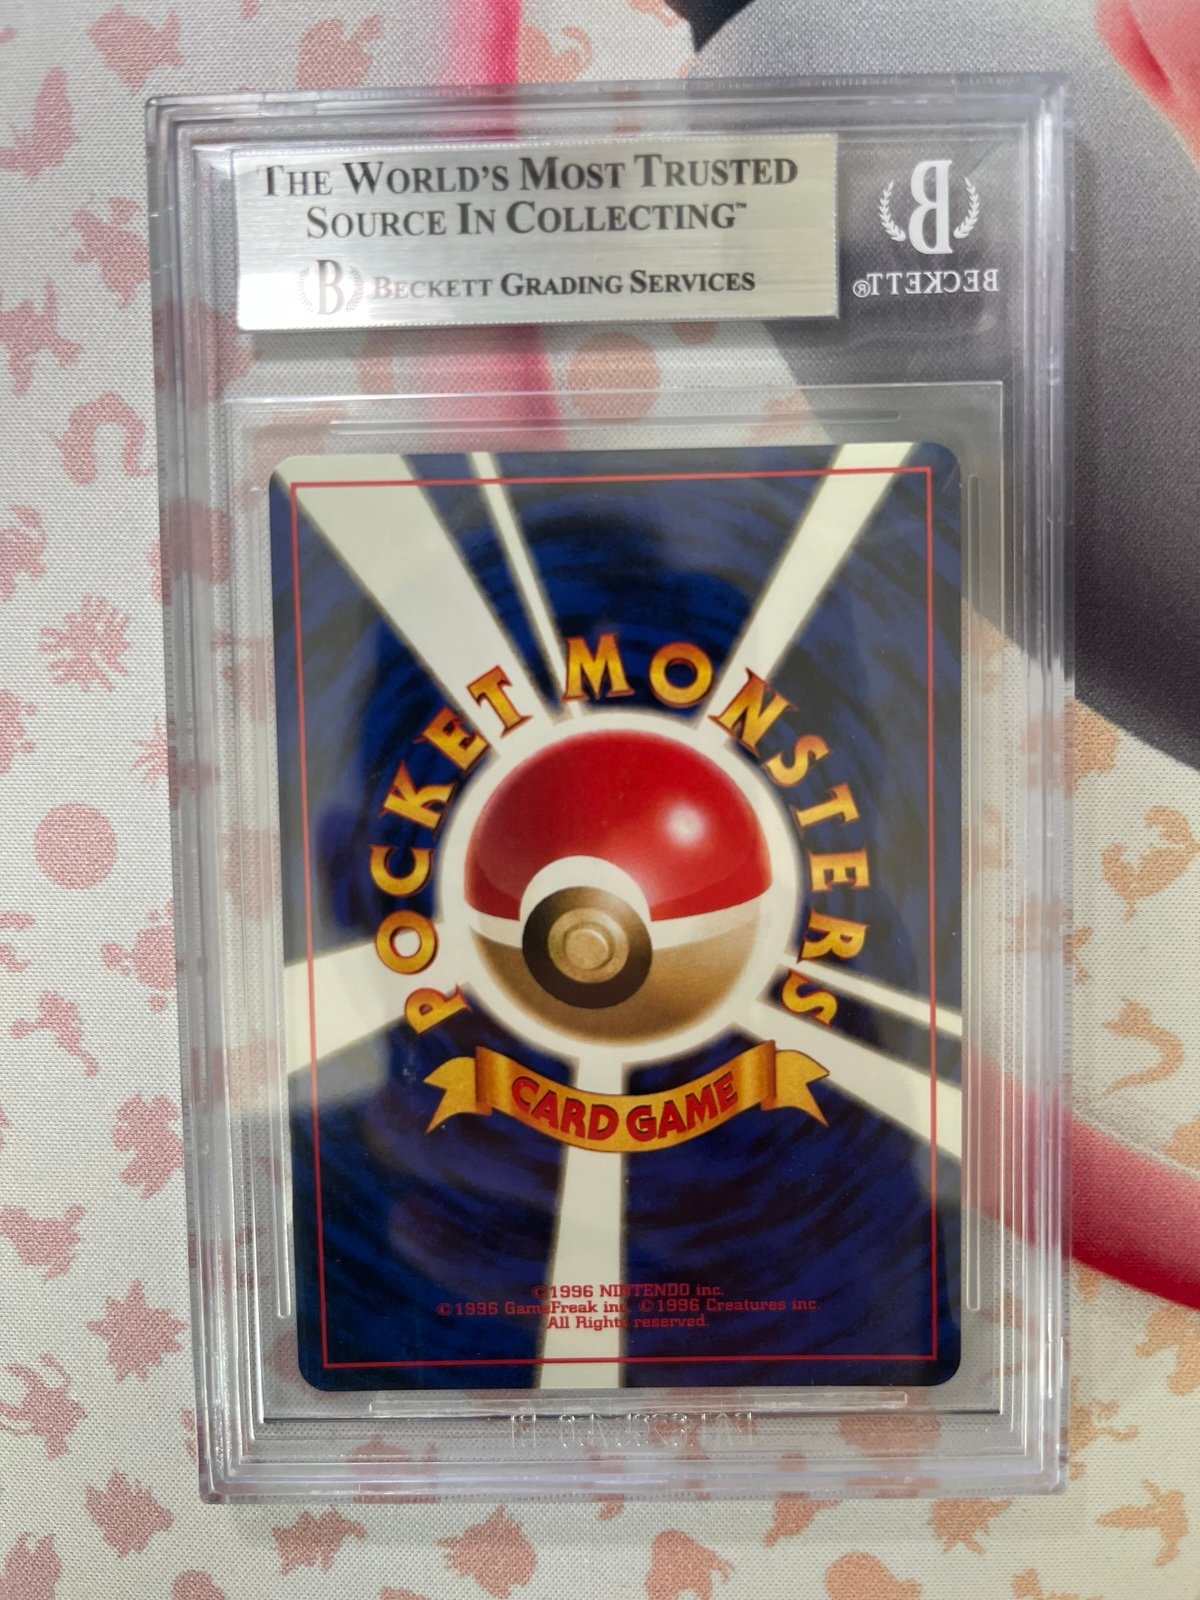 THE WORLD'S MOST TRUSTED
SOURCE IN COLLECTING™
B BECKETT GRADING SERVICES
B
BECKETT®
POCKET MONSTERS
CARD GAME
©1996 NINTENDO inc.
©1996 GameFreak inc. ©1996 Creatures inc.
All Rights reserved.